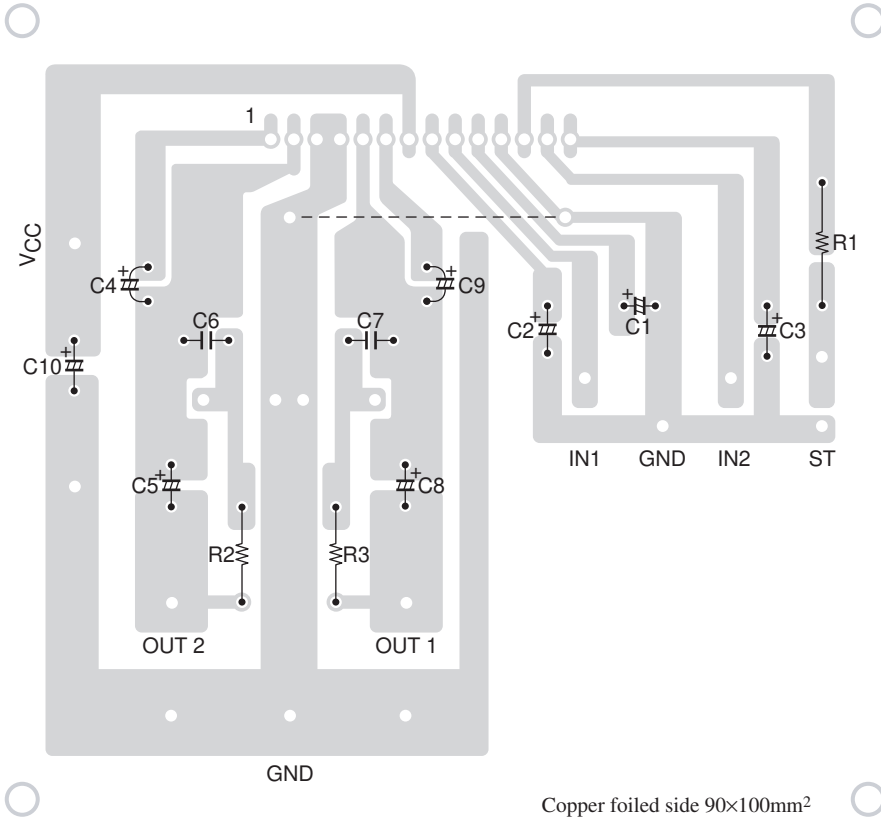 1
VCC
C4
+
C9
+
C6
C7
R1
C2
+
C1
+
C3
+
C10
+
IN1
GND
IN2
ST
C5
+
C8
+
R2
R3
OUT 2
OUT 1
GND
Copper foiled side 90×100mm²